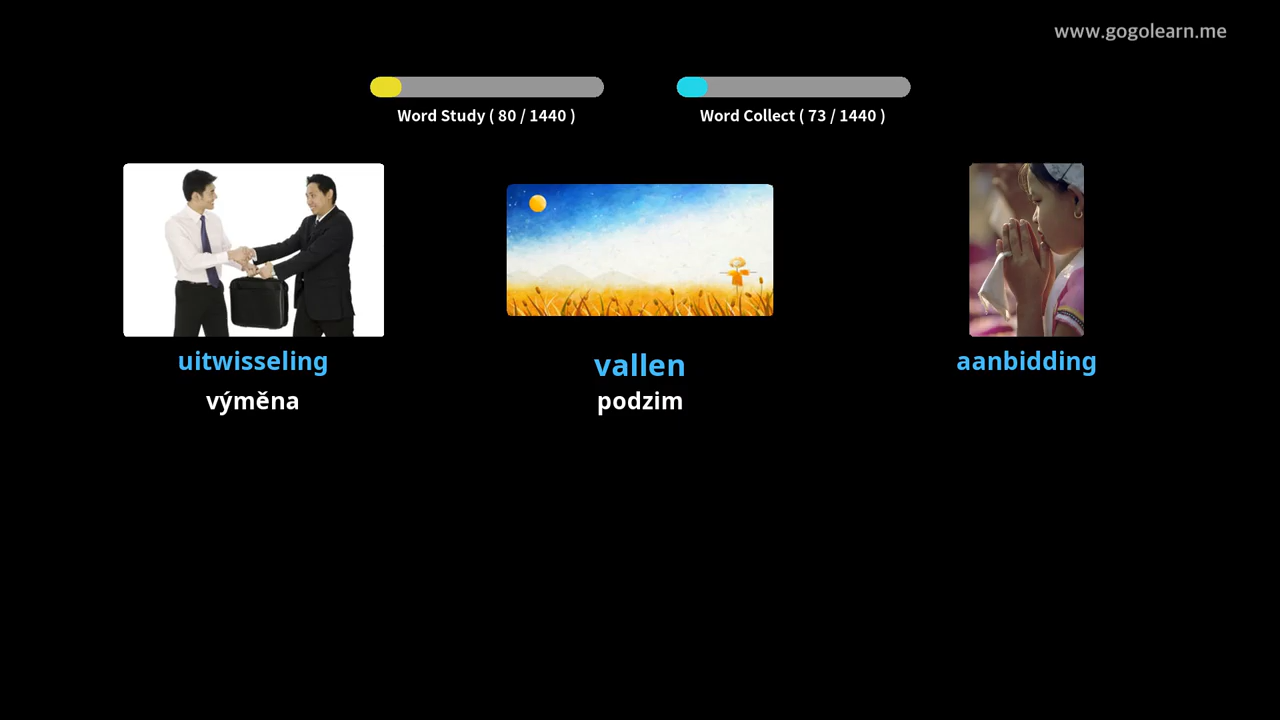 www.gogolearn.me
Word Study ( 80 / 1440 )
Word Collect ( 73 / 1440 )
uitwisseling
výměna
vallen
podzim
aanbidding